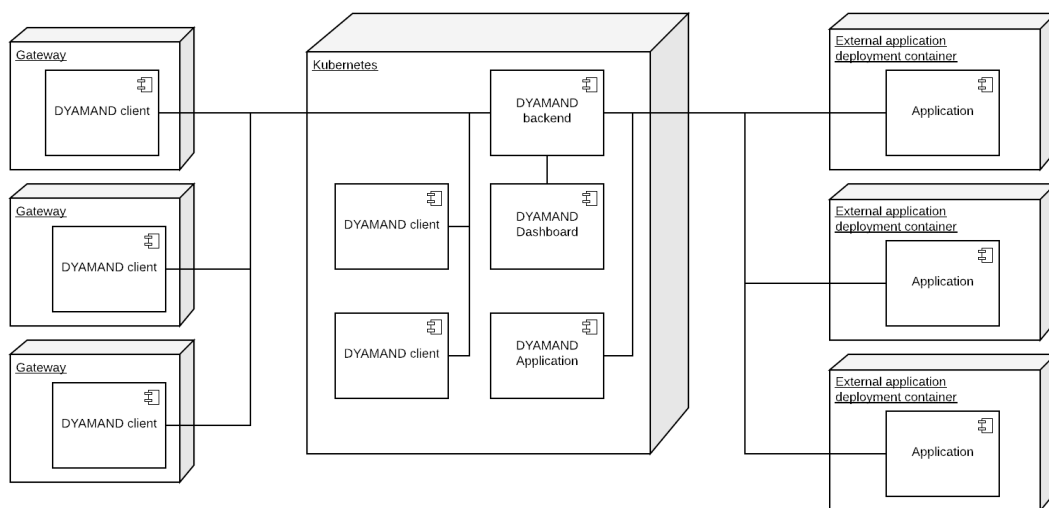 Gateway
DYAMAND client
Gateway
DYAMAND client
Gateway
DYAMAND client
Kubernetes
DYAMAND
backend
DYAMAND client
DYAMAND
Dashboard
DYAMAND client
DYAMAND
Application
External application
deployment container
Application
External application
deployment container
Application
External application
deployment container
Application